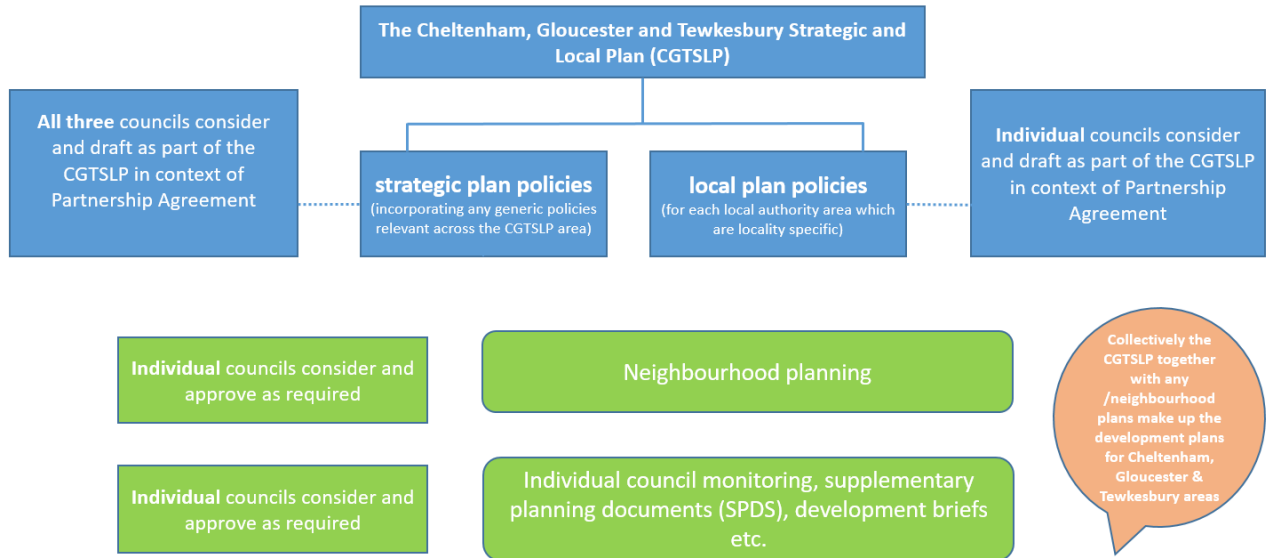 The Cheltenham, Gloucester and Tewkesbury Strategic and
Local Plan (CGTSLP)
All three councils consider
and draft as part of the
CGTSLP in context of
Partnership Agreement
strategic plan policies
(incorporating any generic policies
relevant across the CGTSLP area)
local plan policies
(for each local authority area which
are locality specific)
Individual councils consider
and draft as part of the CGTSLP
in context of Partnership
Agreement
Individual councils consider and
approve as required
Neighbourhood planning
Collectively the
CGTSLP together
with any
/neighbourhood
plans make up the
development plans
for Cheltenham,
Gloucester &
Tewkesbury areas
Individual councils consider and
approve as required
Individual council monitoring, supplementary
planning documents (SPDS), development briefs
etc.